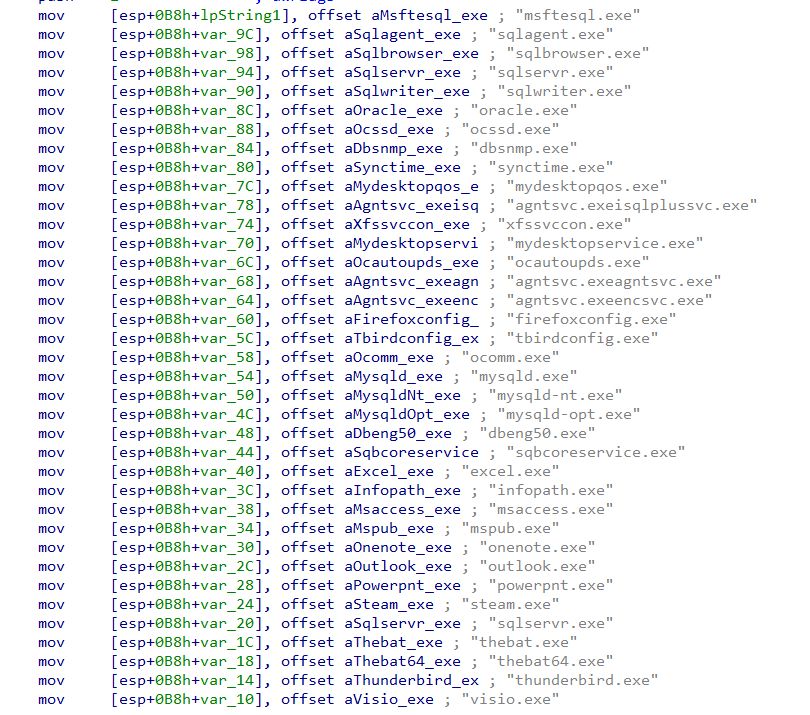 mov [esp+0B8h+lpString1], offset aMsftesql_exe ; "msftesql.exe"
mov [esp+0B8h+var_9C], offset aSqlagent_exe ; "sqlagent.exe"
mov [esp+0B8h+var_98], offset aSqlbrowser_exe ; "sqlbrowser.exe"
mov [esp+0B8h+var_94], offset aSqlservr_exe ; "sqlservr.exe"
mov [esp+0B8h+var_90], offset aSqlwriter_exe ; "sqlwriter.exe"
mov [esp+0B8h+var_8C], offset aOracle_exe ; "oracle.exe"
mov [esp+0B8h+var_88], offset aOcssd_exe ; "ocssd.exe"
mov [esp+0B8h+var_84], offset aDbsnmp_exe ; "dbsnmp.exe"
mov [esp+0B8h+var_80], offset aSynctime_exe ; "synctime.exe"
mov [esp+0B8h+var_7C], offset aMydesktopqos_e ; "mydesktopqos.exe"
mov [esp+0B8h+var_78], offset aAgntsvc_exeisq ; "agntsvc.exeisqlplussvc.exe"
mov [esp+0B8h+var_74], offset aXfssvccon_exe ; "xfssvccon.exe"
mov [esp+0B8h+var_70], offset aMydesktopservi ; "mydesktopservice.exe"
mov [esp+0B8h+var_6C], offset aOcautoupds_exe ; "ocautoupds.exe"
mov [esp+0B8h+var_68], offset aAgntsvc_exeagn ; "agntsvc.exeagntsvc.exe"
mov [esp+0B8h+var_64], offset aAgntsvc_exeenc ; "agntsvc.exeencsvc.exe"
mov [esp+0B8h+var_60], offset aFirefoxconfig_ ; "firefoxconfig.exe"
mov [esp+0B8h+var_5C], offset aTbirdconfig_ex ; "tbirdconfig.exe"
mov [esp+0B8h+var_58], offset aOcomm_exe ; "ocomm.exe"
mov [esp+0B8h+var_54], offset aMysqld_exe ; "mysqld.exe"
mov [esp+0B8h+var_50], offset aMysqldNt_exe ; "mysqld-nt.exe"
mov [esp+0B8h+var_4C], offset aMysqldOpt_exe ; "mysqld-opt.exe"
mov [esp+0B8h+var_48], offset aDbeng50_exe ; "dbeng50.exe"
mov [esp+0B8h+var_44], offset aSqbcoreservice ; "sqbcoreservice.exe"
mov [esp+0B8h+var_40], offset aExcel_exe ; "excel.exe"
mov [esp+0B8h+var_3C], offset aInfopath_exe ; "infopath.exe"
mov [esp+0B8h+var_38], offset aMsaccess_exe ; "msaccess.exe"
mov [esp+0B8h+var_34], offset aMspub_exe ; "mspub.exe"
mov [esp+0B8h+var_30], offset aOnenote_exe ; "onenote.exe"
mov [esp+0B8h+var_2C], offset aOutlook_exe ; "outlook.exe"
mov [esp+0B8h+var_28], offset aPowerpnt_exe ; "powerpnt.exe"
mov [esp+0B8h+var_24], offset aSteam_exe ; "steam.exe"
mov [esp+0B8h+var_20], offset aSqlservr_exe ; "sqlservr.exe"
mov [esp+0B8h+var_1C], offset aThebat_exe ; "thebat.exe"
mov [esp+0B8h+var_18], offset aThebat64_exe ; "thebat64.exe"
mov [esp+0B8h+var_14], offset aThunderbird_ex ; "thunderbird.exe"
mov [esp+0B8h+var_10], offset aVisio_exe ; "visio.exe"